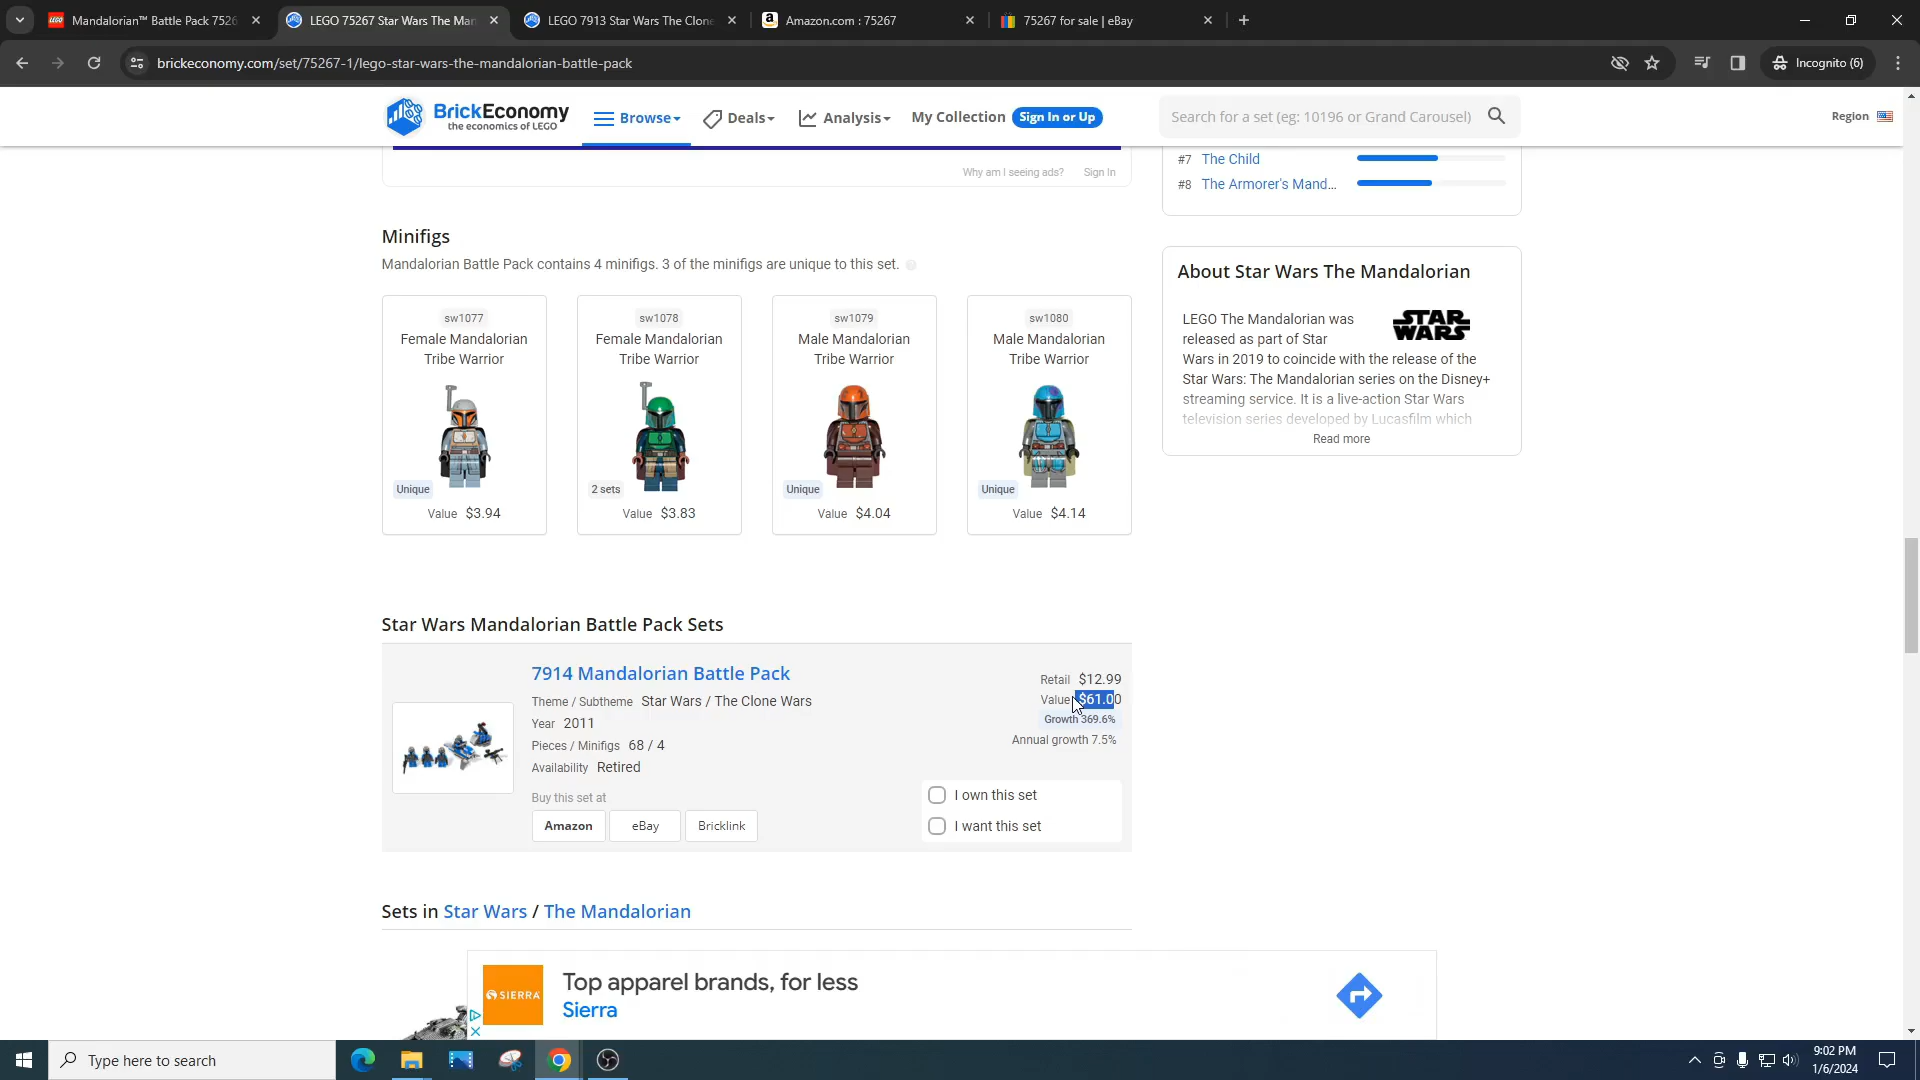 Mandalorian™ Battle Pack 7526
LEGO 75267 Star Wars The Man
LEGO 7913 Star Wars The Clone
Amazon.com : 75267
75267 for sale | eBay
brickeconomy.com/set/75267-1/lego-star-wars-the-mandalorian-battle-pack
Incognito (6)
BrickEconomy
the economics of LEGO
Browse
Deals
Analysis
My Collection
Sign In or Up
Search for a set (eg: 10196 or Grand Carousel)
Region
Why am I seeing ads?
Sign In
#7 The Child
#8 The Armorer's Mand...
Minifigs
Mandalorian Battle Pack contains 4 minifigs. 3 of the minifigs are unique to this set.
sw1077
Female Mandalorian
Tribe Warrior
Unique
Value $3.94
sw1078
Female Mandalorian
Tribe Warrior
2 sets
Value $3.83
sw1079
Male Mandalorian
Tribe Warrior
Unique
Value $4.04
sw1080
Male Mandalorian
Tribe Warrior
Unique
Value $4.14
About Star Wars The Mandalorian
STAR
WARS
LEGO The Mandalorian was
released as part of Star
Wars in 2019 to coincide with the release of the
Star Wars: The Mandalorian series on the Disney+
streaming service. It is a live-action Star Wars
television series developed by Lucasfilm which
Read more
Star Wars Mandalorian Battle Pack Sets
7914 Mandalorian Battle Pack
Theme / Subtheme Star Wars / The Clone Wars
Year 2011
Pieces / Minifigs 68 / 4
Availability Retired
Buy this set at
Amazon
eBay
Bricklink
Retail $12.99
Value $61.00
Growth 369.6%
Annual growth 7.5%
I own this set
I want this set
Sets in Star Wars / The Mandalorian
SIERRA
Top apparel brands, for less
Sierra
Type here to search
9:02 PM
1/6/2024